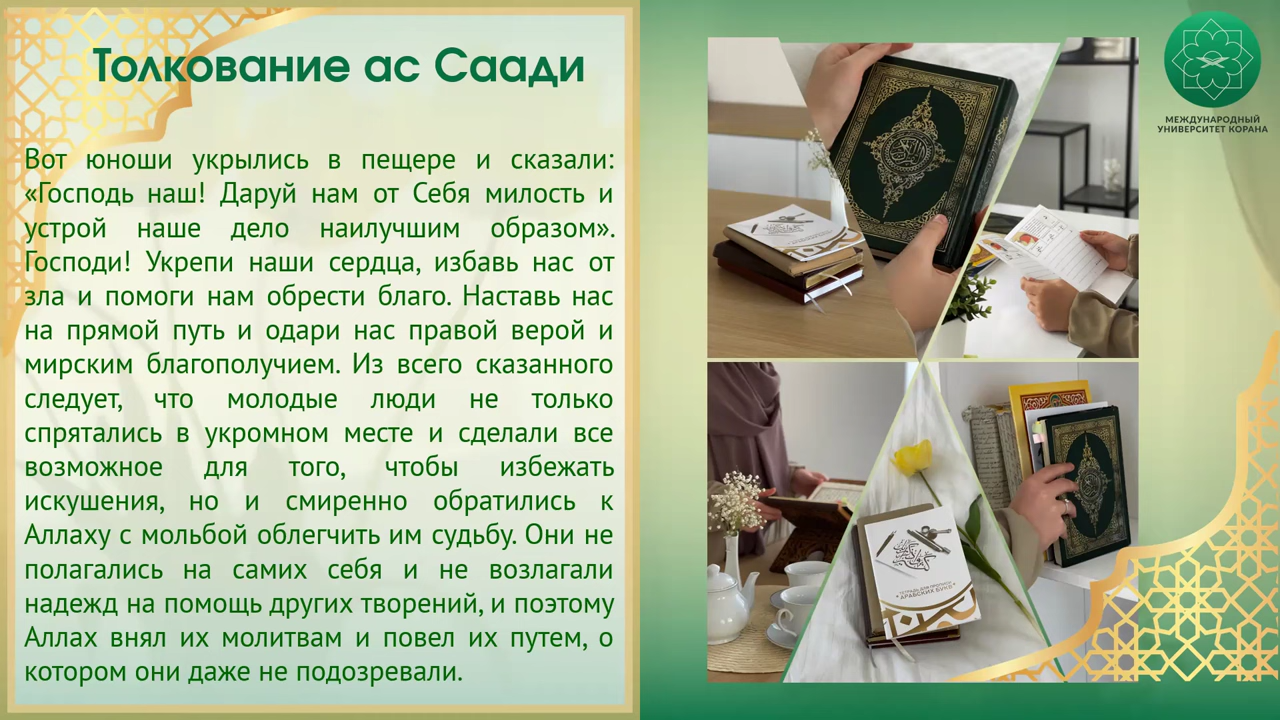 Толкование ас Саади
Вот юноши укрылись в пещере и сказали:
«Господь наш! Даруй нам от Себя милость и
устрой наше дело наилучшим образом».
Господи! Укрепи наши сердца, избавь нас от
зла и помоги нам обрести благо. Наставь нас
на прямой путь и одари нас правой верой и
мирским благополучием. Из всего сказанного
следует, что молодые люди не только
спрятались в укромном месте и сделали все
возможное для того, чтобы избежать
искушения, но и смиренно обратились к
Аллаху с мольбой облегчить им судьбу. Они не
полагались на самих себя и не возлагали
надежд на помощь других творений, и поэтому
Аллах внял их молитвам и повел их путем, о
котором они даже не подозревали.
МЕЖДУНАРОДНЫЙ
УНИВЕРСИТЕТ КОРАНА
ТЕТРАДЬ ДЛЯ ПРОПИСИ
АРАБСКИХ БУКВ